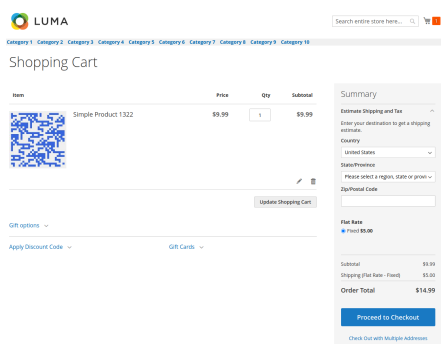 LUMA
Search entire store here...
1
Category 1 Category 2 Category 3 Category 4 Category 5 Category 6 Category 7 Category 8 Category 9 Category 10
Shopping Cart
Item Price Qty Subtotal
Simple Product 1322 $9.99 1 $9.99
Update Shopping Cart
Gift options
Apply Discount Code Gift Cards
Summary
Estimate Shipping and Tax
Enter your destination to get a shipping
estimate.
Country
United States
State/Province
Please select a region, state or provi
Zip/Postal Code
Flat Rate
Fixed $5.00
Subtotal $9.99
Shipping (Flat Rate - Fixed) $5.00
Order Total $14.99
Proceed to Checkout
Check Out with Multiple Addresses